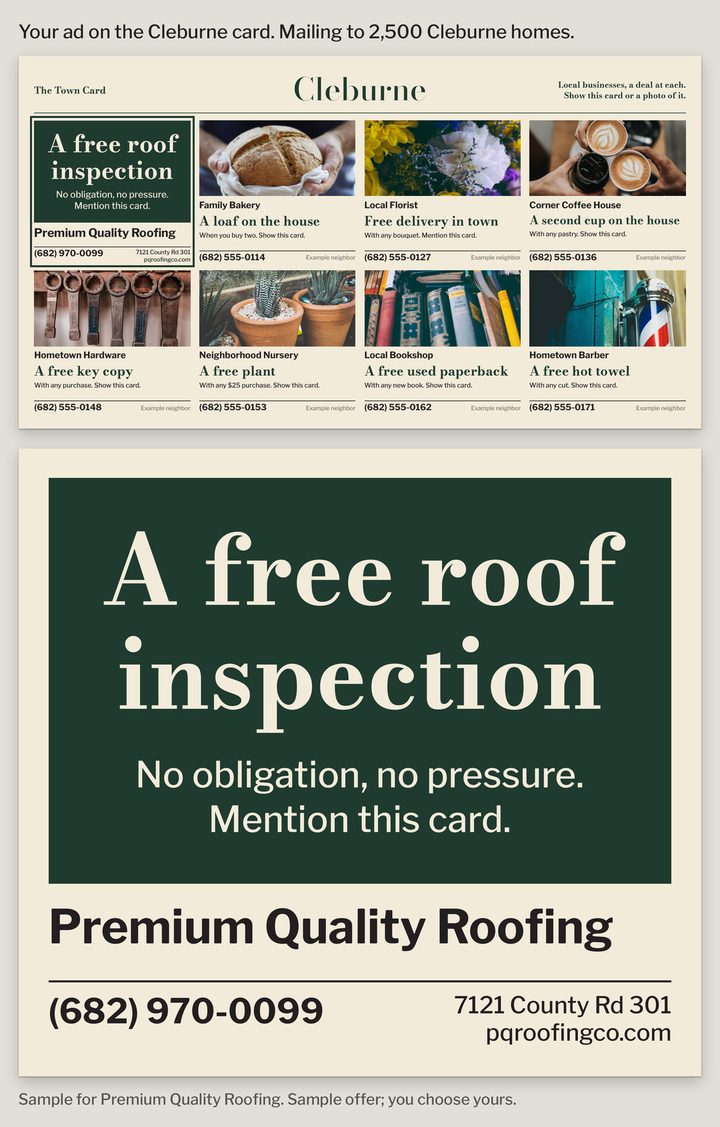 Your ad on the Cleburne card. Mailing to 2,500 Cleburne homes.
The Town Card
Cleburne
Local businesses, a deal at each.
Show this card or a photo of it.
A free roof
inspection
No obligation, no pressure.
Mention this card.
Premium Quality Roofing
(682) 970-0099
7121 County Rd 301
pqroofingco.com
Family Bakery
A loaf on the house
When you buy two. Show this card.
(682) 555-0114
Example neighbor
Local Florist
Free delivery in town
With any bouquet. Mention this card.
(682) 555-0127
Example neighbor
Corner Coffee House
A second cup on the house
With any pastry. Show this card.
(682) 555-0136
Example neighbor
Hometown Hardware
A free key copy
With any purchase. Show this card.
(682) 555-0148
Example neighbor
Neighborhood Nursery
A free plant
With any $25 purchase. Show this card.
(682) 555-0153
Example neighbor
Local Bookshop
A free used paperback
With any new book. Show this card.
(682) 555-0162
Example neighbor
Hometown Barber
A free hot towel
With any cut. Show this card.
(682) 555-0171
Example neighbor
A free roof
inspection
No obligation, no pressure.
Mention this card.
Premium Quality Roofing
(682) 970-0099
7121 County Rd 301
pqroofingco.com
Sample for Premium Quality Roofing. Sample offer; you choose yours.